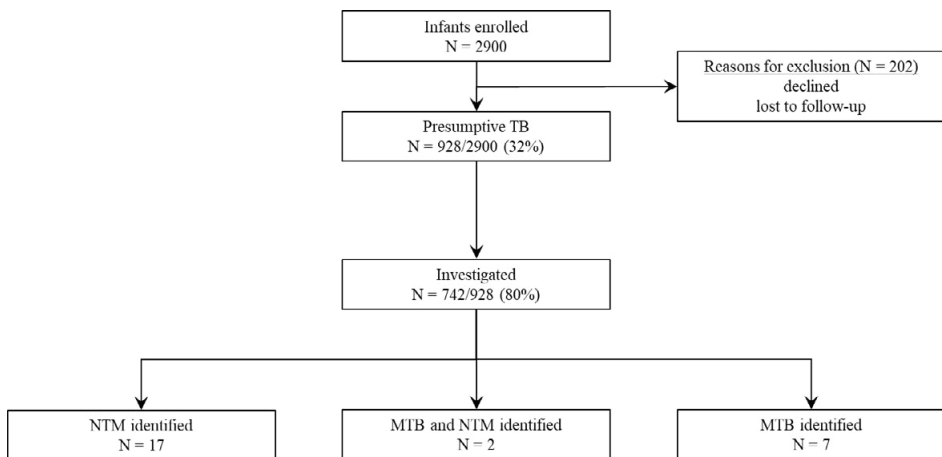 Infants enrolled
N = 2900
Reasons for exclusion (N = 202)
declined
lost to follow-up
Presumptive TB
N = 928/2900 (32%)
Investigated
N = 742/928 (80%)
NTM identified
N = 17
MTB and NTM identified
N = 2
MTB identified
N = 7